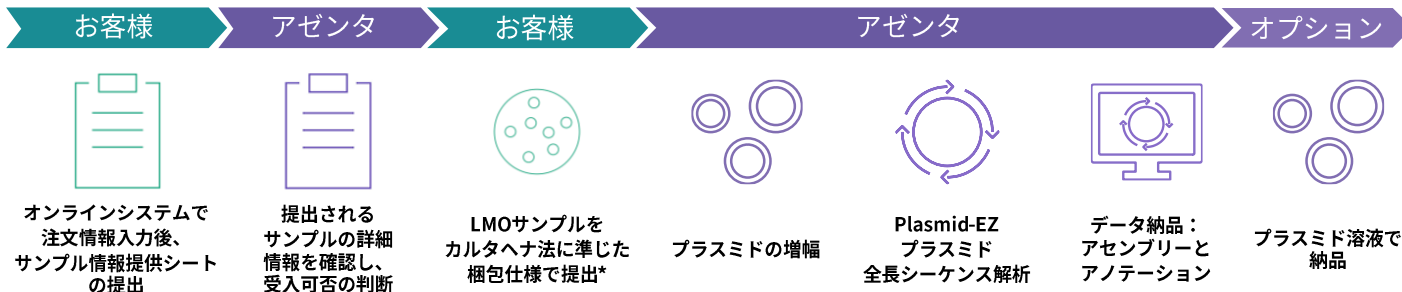 お客様
アゼンタ
お客様
アゼンタ
オプション
オンラインシステムで
注文情報入力後、
サンプル情報提供シート
の提出
提出される
サンプルの詳細
情報を確認し、
受入可否の判断
LMOサンプルを
カルタヘナ法に準じた
梱包仕様で提出*
プラスミドの増幅
Plasmid-EZ
プラスミド
全長シーケンス解析
データ納品：
アセンブリーと
アノテーション
プラスミド溶液で
納品